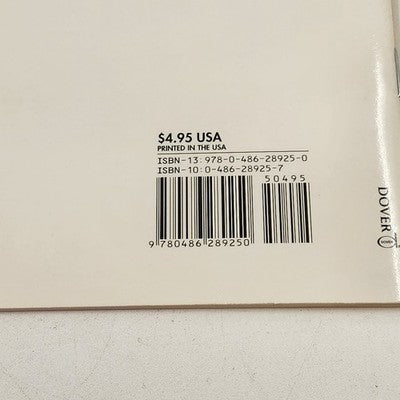 $4.95 USA
PRINTED IN THE USA
ISBN-13: 978-0-486-28925-0
ISBN-10: 0-486-28925-7
50495
9 780486 289250
DOVER